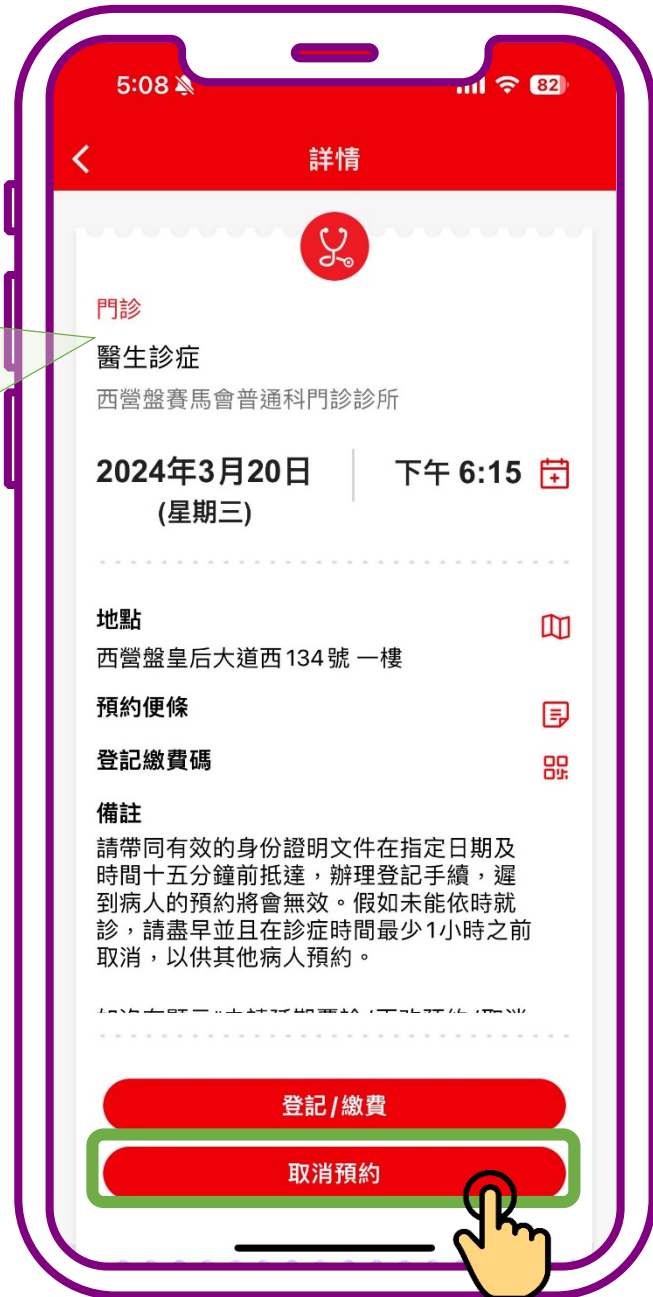 5:08
82
詳情
門診
醫生診症
西營盤賽馬會普通科門診診所
2024年3月20日
(星期三)
下午 6:15
地點
西營盤皇后大道西134號 一樓
預約便條
登記繳費碼
備註
請帶同有效的身份證明文件在指定日期及
時間十五分鐘前抵達，辦理登記手續，遲
到病人的預約將會無效。假如未能依時就
診，請盡早並且在診症時間最少1小時之前
取消，以供其他病人預約。
登記/繳費
取消預約